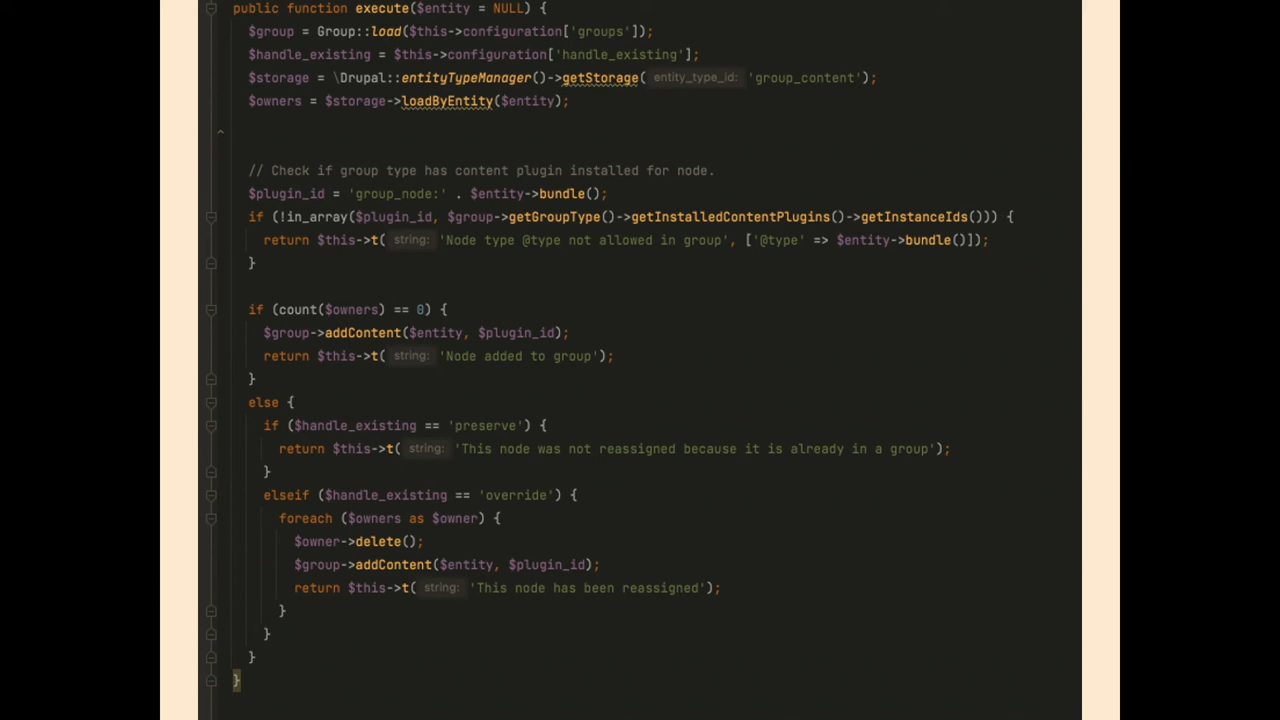 public function execute($entity = NULL) {
$group = Group::load($this->configuration['groups']);
$handle_existing = $this->configuration['handle_existing'];
$storage = \Drupal::entityTypeManager()->getStorage( entity_type_id: 'group_content');
$owners = $storage->loadByEntity($entity);
// Check if group type has content plugin installed for node.
$plugin_id = 'group_node:' . $entity->bundle();
if (!in_array($plugin_id, $group->getGroupType()->getInstalledContentPlugins()->getInstanceIds())) {
return $this->t( string: 'Node type @type not allowed in group', ['@type' => $entity->bundle()]);
}
if (count($owners) == 0) {
$group->addContent($entity, $plugin_id);
return $this->t( string: 'Node added to group');
}
else {
if ($handle_existing == 'preserve') {
return $this->t( string: 'This node was not reassigned because it is already in a group');
}
elseif ($handle_existing == 'override') {
foreach ($owners as $owner) {
$owner->delete();
$group->addContent($entity, $plugin_id);
return $this->t( string: 'This node has been reassigned');
}
}
}
}